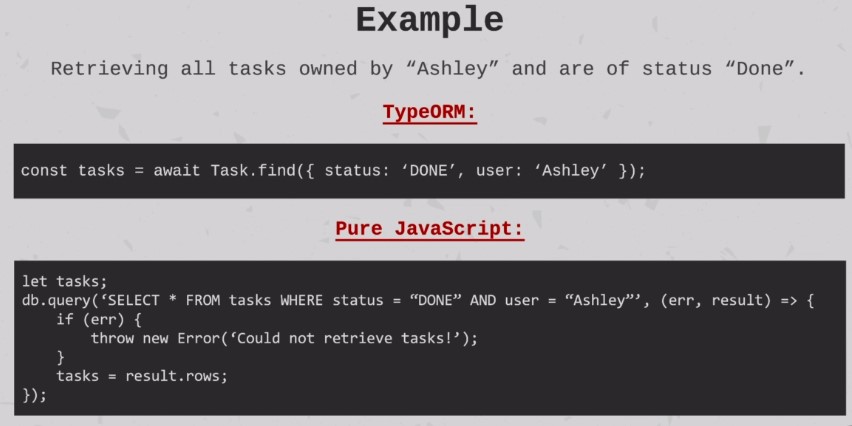 Example
Retrieving all tasks owned by “Ashley” and are of status “Done”.
TypeORM:
const tasks = await Task.find({ status: ‘DONE’, user: ‘Ashley’ });
Pure JavaScript:
let tasks;
db.query(‘SELECT * FROM tasks WHERE status = “DONE” AND user = “Ashley”’, (err, result) => {
    if (err) {
        throw new Error(‘Could not retrieve tasks!’);
    }
    tasks = result.rows;
});